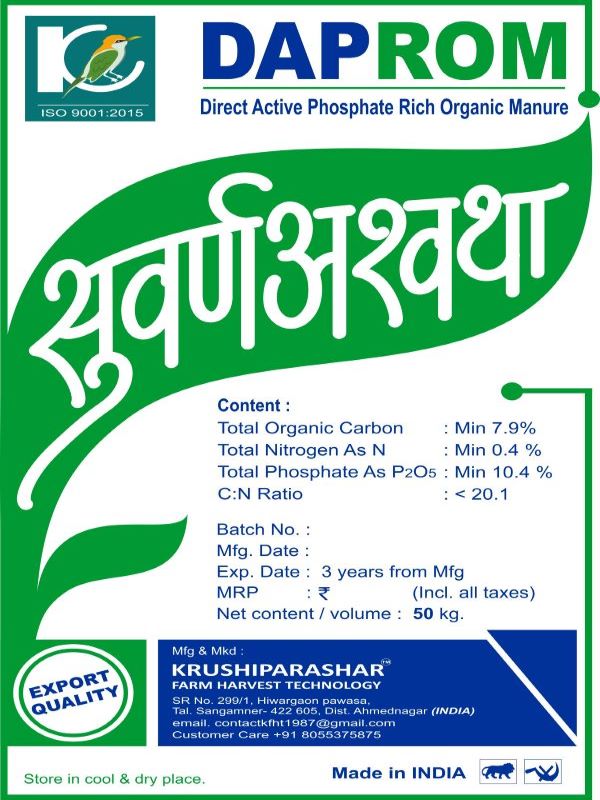 KC
ISO 9001:2015
DAPROM
Direct Active Phosphate Rich Organic Manure
सुवर्णअश्वथा
Content :
Total Organic Carbon : Min 7.9%
Total Nitrogen As N : Min 0.4 %
Total Phosphate As P2O5 : Min 10.4 %
C:N Ratio : < 20.1
Batch No. :
Mfg. Date :
Exp. Date : 3 years from Mfg
MRP : ₹ (Incl. all taxes)
Net content / volume : 50 kg.
EXPORT
QUALITY
Mfg & Mkd :
KRUSHIPARASHAR™
FARM HARVEST TECHNOLOGY
SR No. 299/1, Hiwargaon pawasa,
Tal. Sangamner- 422 605, Dist. Ahmednagar (INDIA)
email. contactkfht1987@gmail.com
Customer Care +91 8055375875
Store in cool & dry place.
Made in INDIA